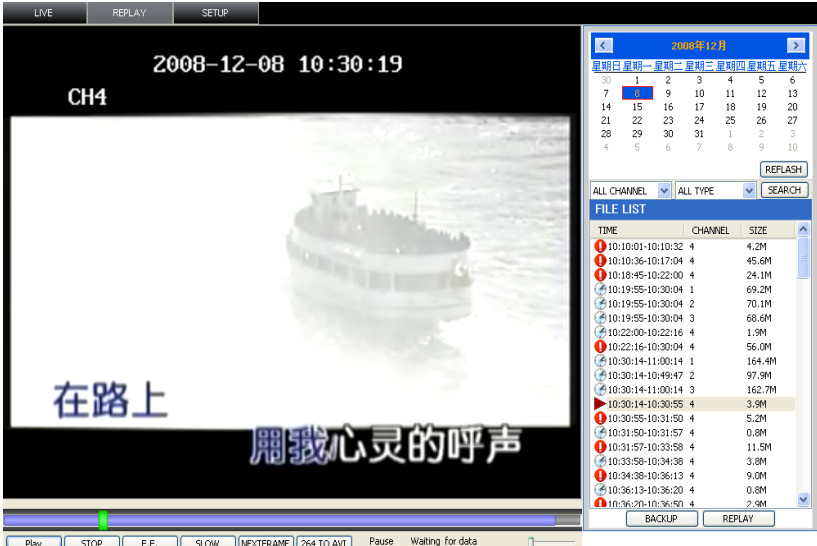 LIVE REPLAY SETUP
2008-12-08 10:30:19
CH4
在路上
用我心灵的呼声
2008年12月
星期日 星期一 星期二 星期三 星期四 星期五 星期六
30 1 2 3 4 5 6
7 8 9 10 11 12 13
14 15 16 17 18 19 20
21 22 23 24 25 26 27
28 29 30 31 1 2 3
4 5 6 7 8 9 10
REFLASH
ALL CHANNEL ALL TYPE SEARCH
FILE LIST
TIME CHANNEL SIZE
10:10:01-10:10:32 4 4.2M
10:10:36-10:17:04 4 45.6M
10:18:45-10:22:00 4 24.1M
10:19:55-10:30:04 1 69.2M
10:19:55-10:30:04 2 70.1M
10:19:55-10:30:04 3 68.6M
10:22:00-10:22:16 4 1.9M
10:22:16-10:30:04 4 56.0M
10:30:14-11:00:14 1 164.4M
10:30:14-10:49:47 2 97.9M
10:30:14-11:00:14 3 162.7M
10:30:14-10:30:55 4 3.9M
10:30:55-10:31:50 4 5.2M
10:31:50-10:31:57 4 0.8M
10:31:57-10:33:58 4 11.5M
10:33:58-10:34:38 4 3.8M
10:34:38-10:36:13 4 9.0M
10:36:13-10:36:20 4 0.8M
10:36:20-10:36:50 4 2.9M
BACKUP REPLAY
Play STOP F.F. SLOW NEXTFRAME 264 TO AVI Pause Waiting for data